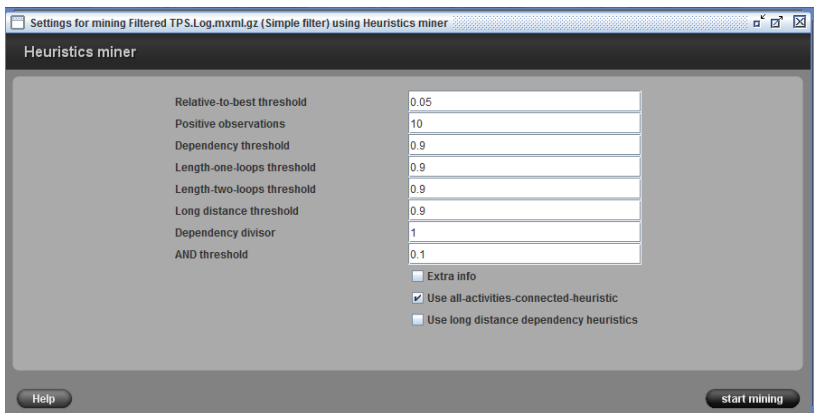 Settings for mining Filtered TPS.Log.mxml.gz (Simple filter) using Heuristics miner
Heuristics miner
Relative-to-best threshold 0.05
Positive observations 10
Dependency threshold 0.9
Length-one-loops threshold 0.9
Length-two-loops threshold 0.9
Long distance threshold 0.9
Dependency divisor 1
AND threshold 0.1
Extra info
Use all-activities-connected-heuristic
Use long distance dependency heuristics
Help start mining